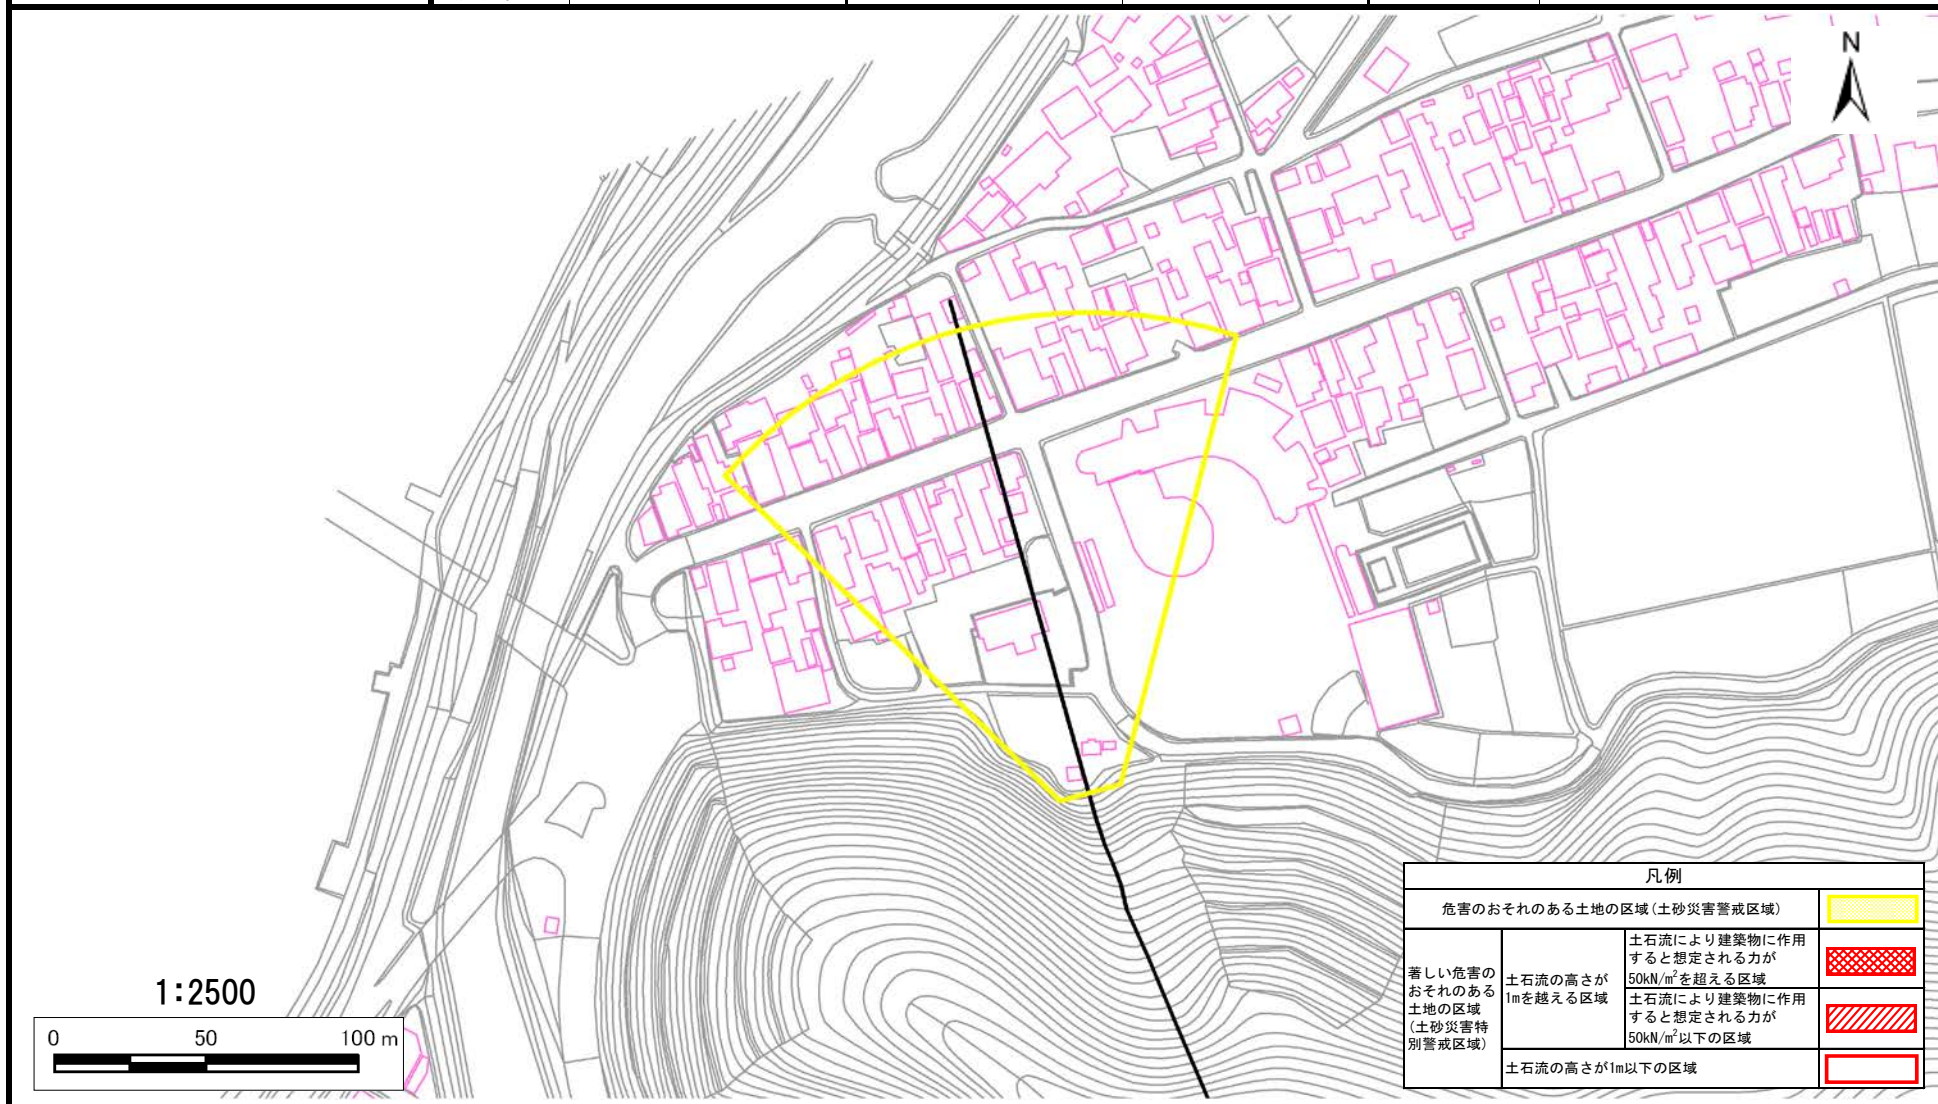 N
凡例
危害のおそれのある土地の区域(土砂災害警戒区域)
著しい危害の
おそれのある
土地の区域
(土砂災害特
別警戒区域)
土石流の高さが
1mを越える区域
土石流により建築物に作用
すると想定される力が
50kN/m²を超える区域
土石流により建築物に作用
すると想定される力が
50kN/m²以下の区域
土石流の高さが1m以下の区域
1:2500
0 50 100 m